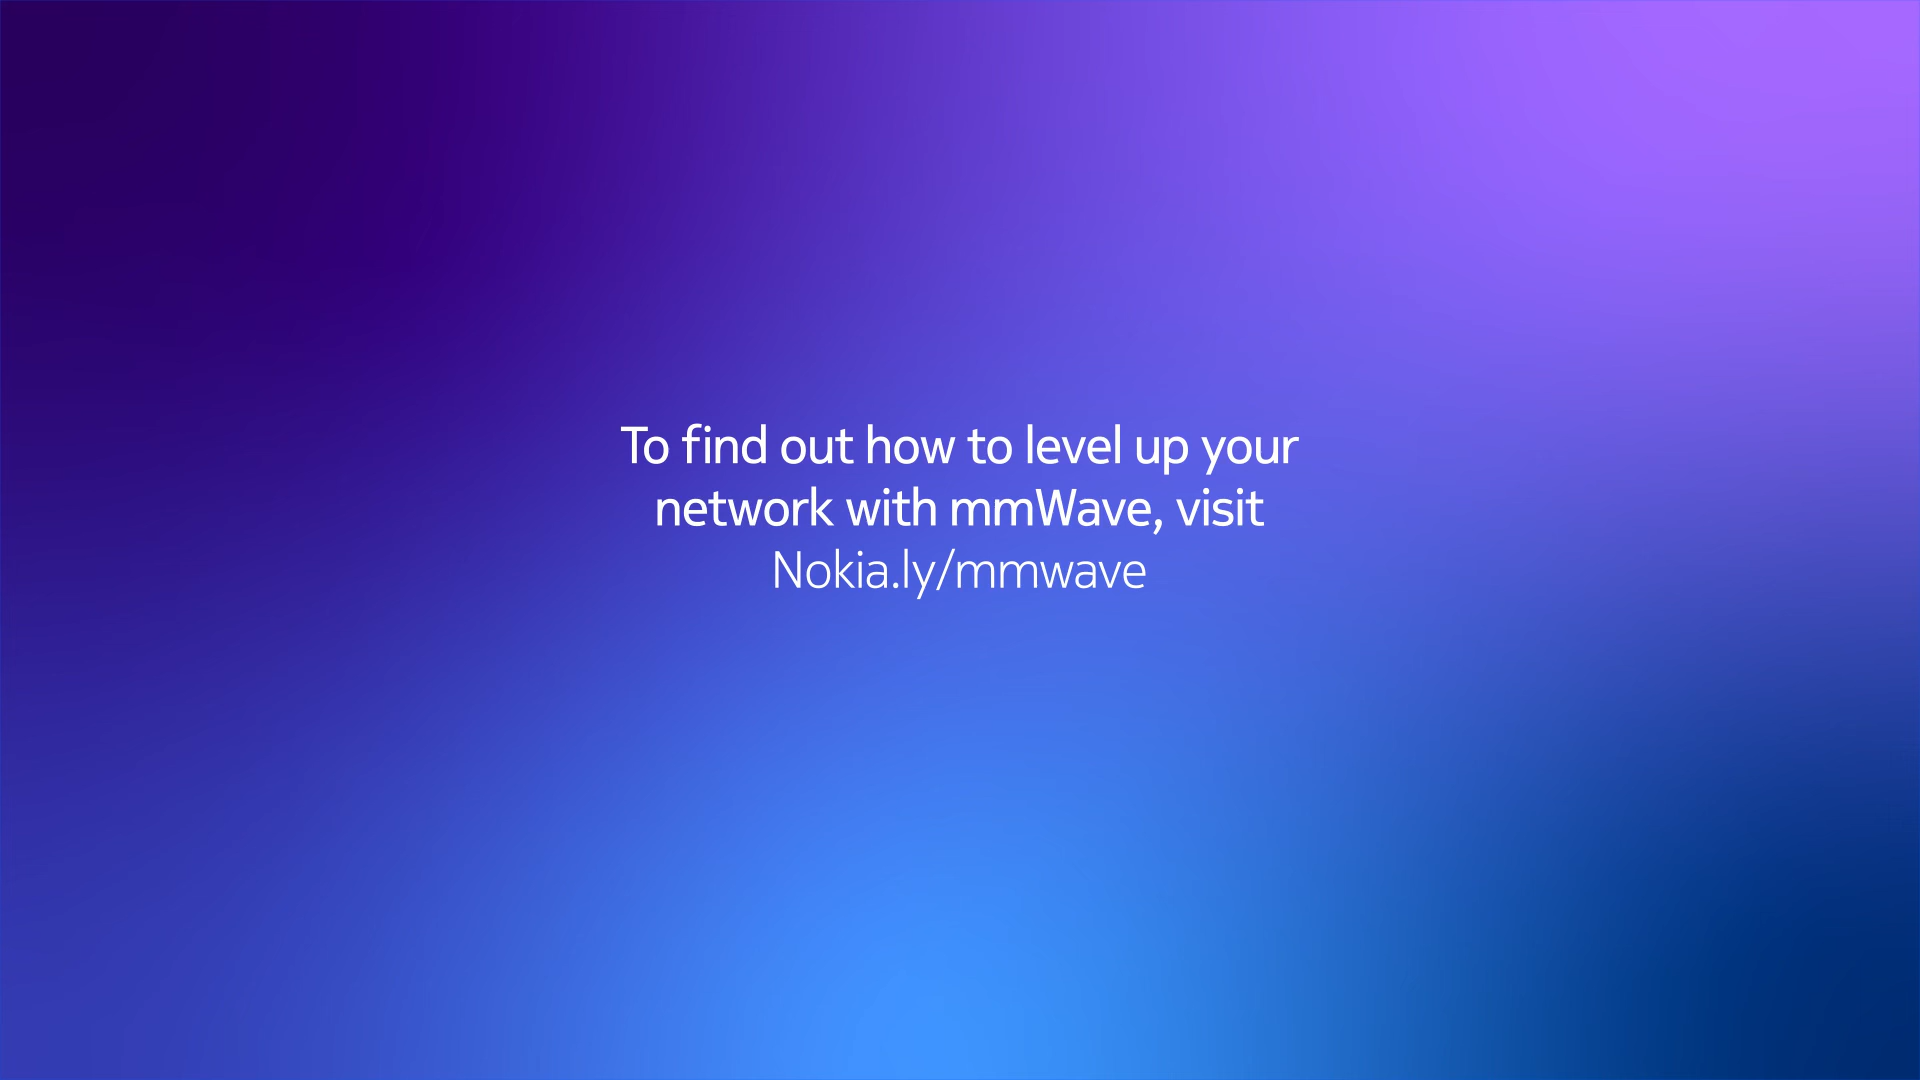 To find out how to level up your
network with mmWave, visit
Nokia.ly/mmwave